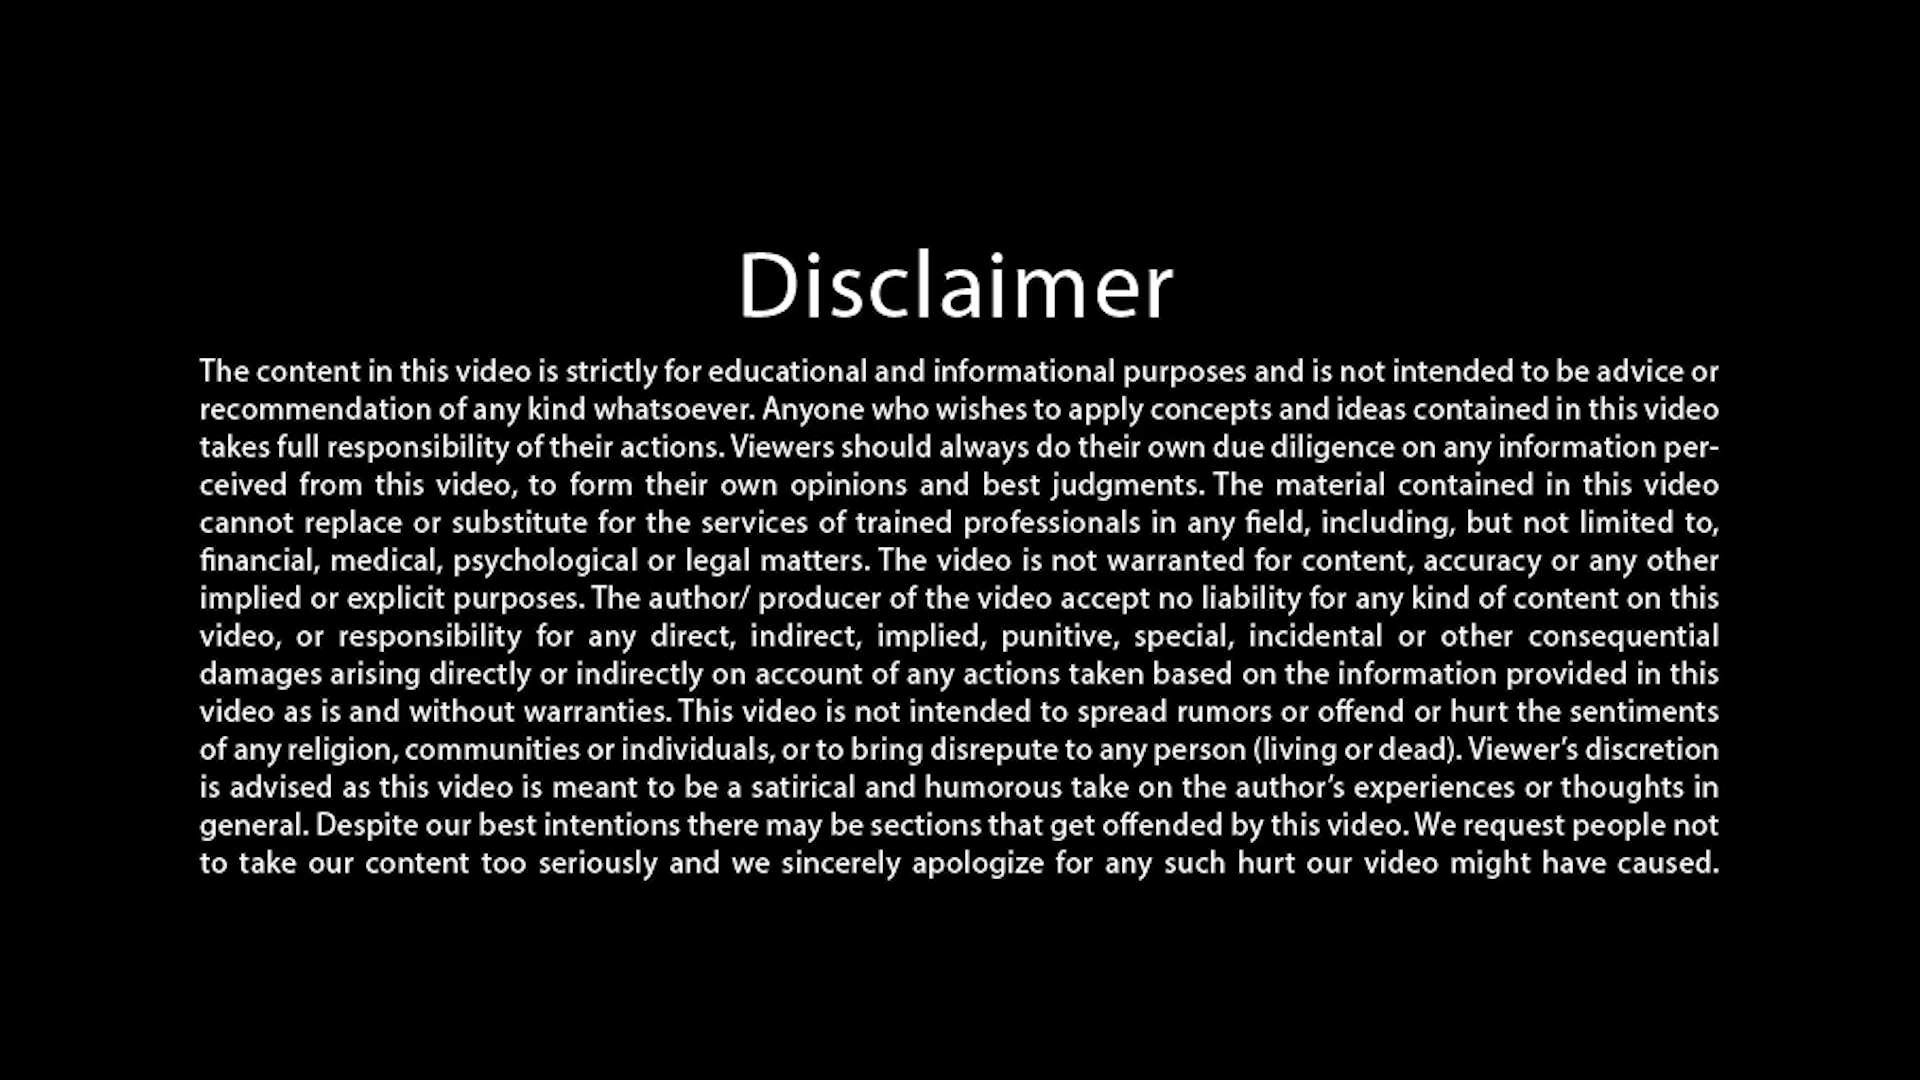 Disclaimer
The content in this video is strictly for educational and informational purposes and is not intended to be advice or
recommendation of any kind whatsoever. Anyone who wishes to apply concepts and ideas contained in this video
takes full responsibility of their actions. Viewers should always do their own due diligence on any information per-
ceived from this video, to form their own opinions and best judgments. The material contained in this video
cannot replace or substitute for the services of trained professionals in any field, including, but not limited to,
financial, medical, psychological or legal matters. The video is not warranted for content, accuracy or any other
implied or explicit purposes. The author/ producer of the video accept no liability for any kind of content on this
video, or responsibility for any direct, indirect, implied, punitive, special, incidental or other consequential
damages arising directly or indirectly on account of any actions taken based on the information provided in this
video as is and without warranties. This video is not intended to spread rumors or offend or hurt the sentiments
of any religion, communities or individuals, or to bring disrepute to any person (living or dead). Viewer’s discretion
is advised as this video is meant to be a satirical and humorous take on the author’s experiences or thoughts in
general. Despite our best intentions there may be sections that get offended by this video. We request people not
to take our content too seriously and we sincerely apologize for any such hurt our video might have caused.